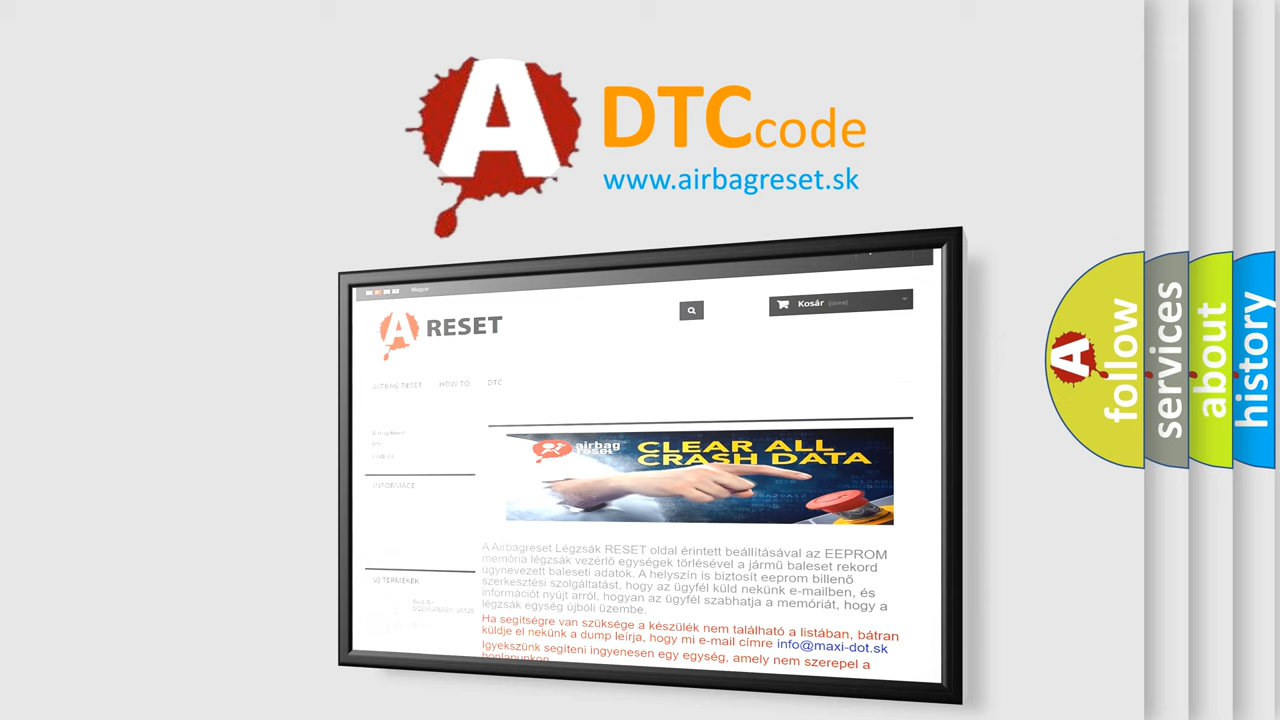 A
DTCcode
www.airbagreset.sk
Magyar
A RESET
Kosár (üres)
AIRBAG RESET HOW TO DTC
INFORMACE
airbag
reset
CLEAR ALL
CRASH DATA
A Airbagreset Légzsák RESET oldal érintett beállításával az EEPROM
memória légzsák vezérlő egységek törlésével a jármű baleset rekord
úgynevezett baleseti adatok. A helyszín is biztosít eeprom billenő
szerkesztési szolgáltatást, hogy az ügyfél küld nekünk e-mailben, és
információt nyújt arról, hogyan az ügyfél szabhatja a memóriát, hogy a
légzsák egység újbóli üzembe.
Ha segítségre van szüksége a készülék nem található a listában, bátran
küldje el nekünk a dump leírja, hogy mi e-mail címre info@maxi-dot.sk
Igyekszünk segíteni ingyenesen egy egység, amely nem szerepel a
honlapunkon
ÚJ TERMÉKEK
A
follow
services
about
history